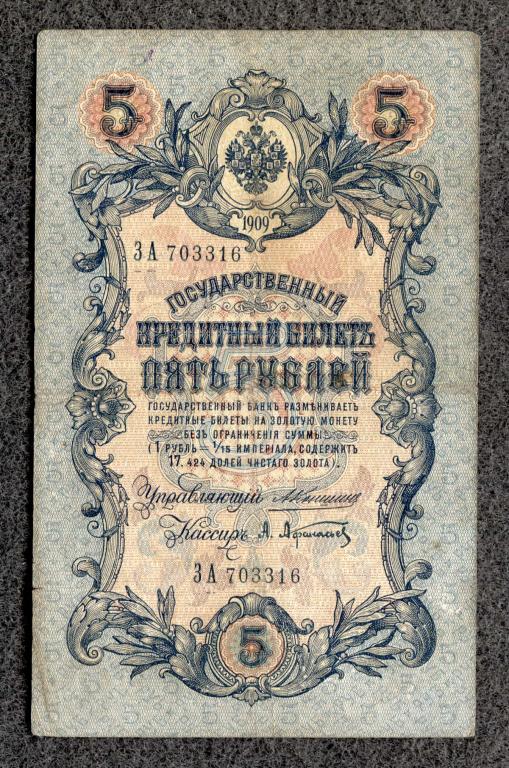 5 5
1909
ЗА 703316
ГОСУДАРСТВЕННЫЙ
КРЕДИТНЫЙ БИЛЕТЪ
ПЯТЬ РУБЛЕЙ
ГОСУДАРСТВЕННЫЙ БАНКЪ РАЗМѢНИВАЕТЪ
КРЕДИТНЫЕ БИЛЕТЫ НА ЗОЛОТУЮ МОНЕТУ
БЕЗЪ ОГРАНИЧЕНІЯ СУММЫ
(1 РУБЛЬ = 1/15 ИМПЕРІАЛА, СОДЕРЖИТЪ
17,424 ДОЛЕЙ ЧИСТАГО ЗОЛОТА).
Управляющій
Кассиръ А. Афанасьевъ
ЗА 703316
5